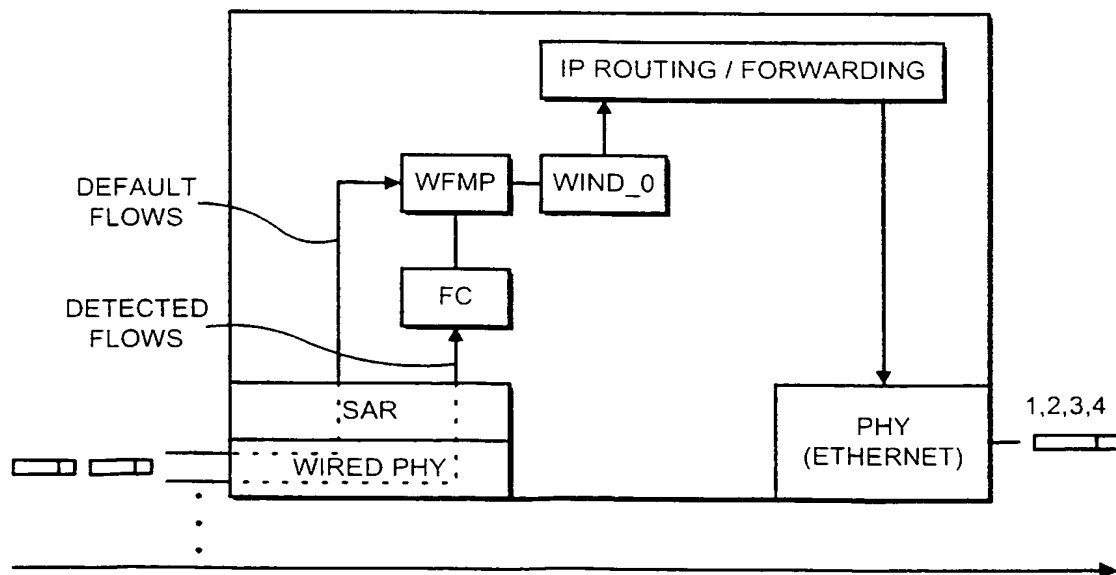 IP ROUTING / FORWARDING
WFMP
WIND_0
DEFAULT
FLOWS
FC
DETECTED
FLOWS
SAR
WIRED PHY
PHY
(ETHERNET)
1,2,3,4